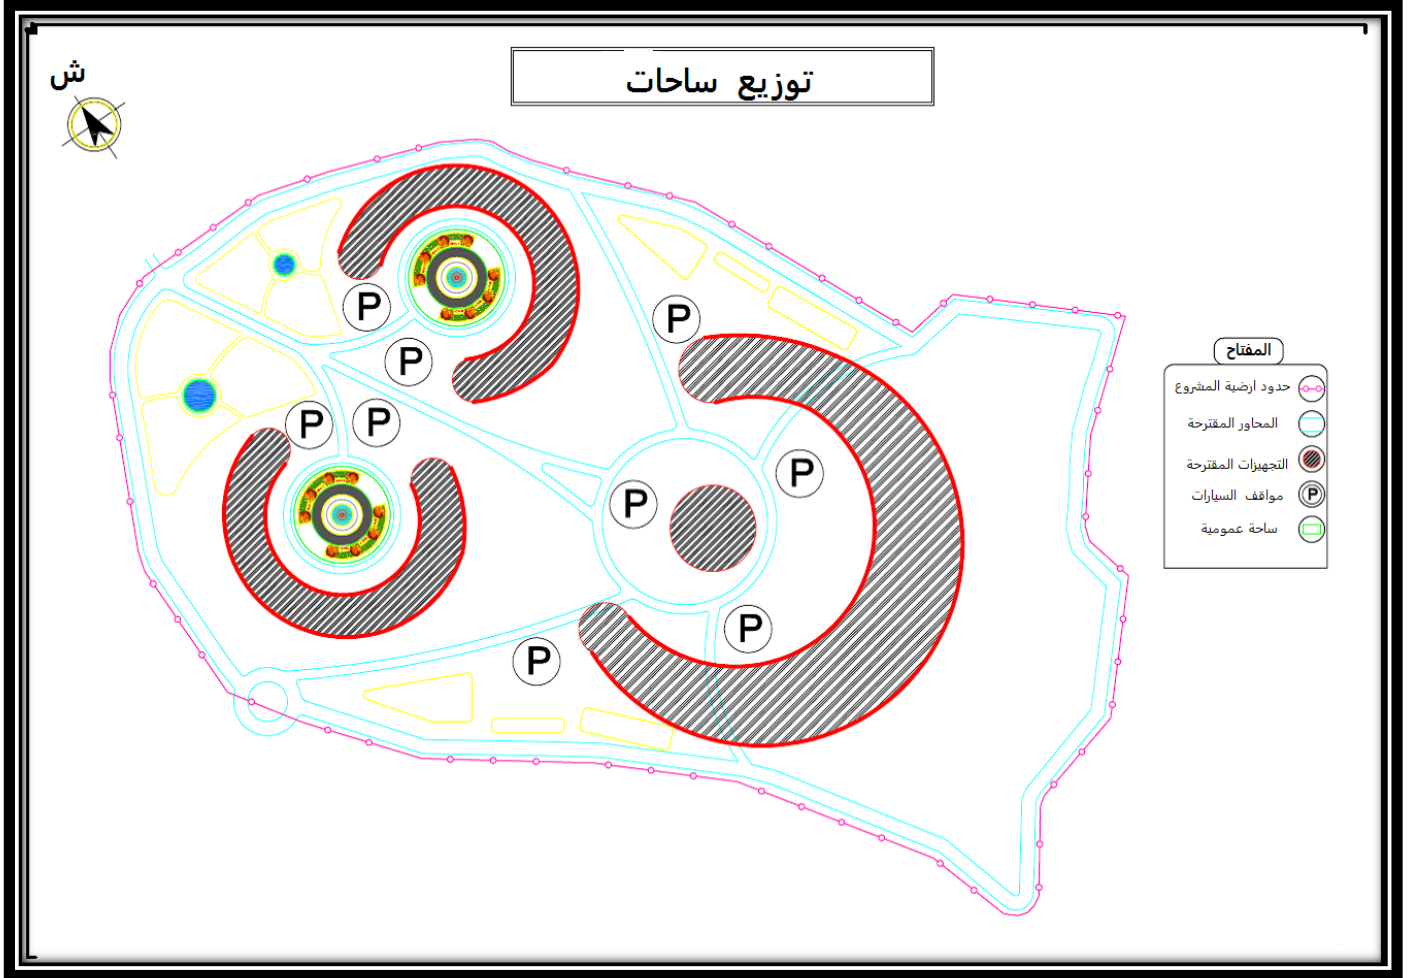 توزيع ساحات
ش
P
P
P
P
P
P
P
P
P
المفتاح
حدود ارضية المشروع
المحاور المقترحة
التجهيزات المقترحة
مواقف السيارات P
ساحة عمومية